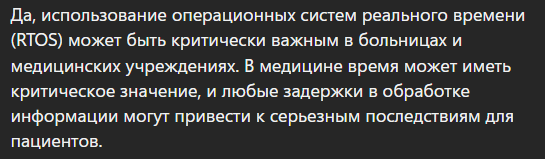 Да, использование операционных систем реального времени
(RTOS) может быть критически важным в больницах и
медицинских учреждениях. В медицине время может иметь
критическое значение, и любые задержки в обработке
информации могут привести к серьезным последствиям для
пациентов.